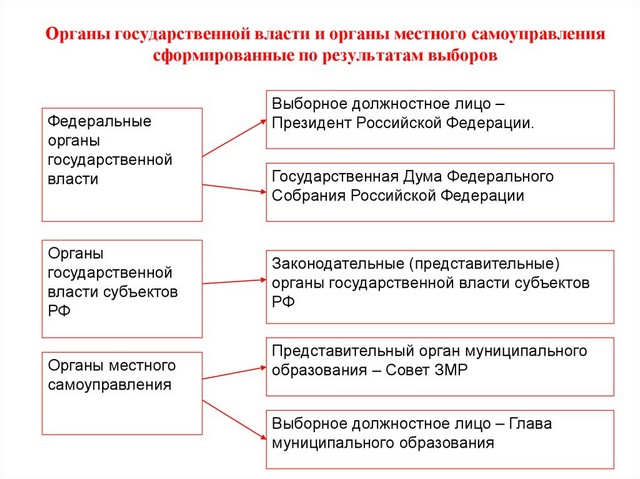 Органы государственной власти и органы местного самоуправления
сформированные по результатам выборов
Федеральные
органы
государственной
власти
Выборное должностное лицо –
Президент Российской Федерации.
Государственная Дума Федерального
Собрания Российской Федерации
Органы
государственной
власти субъектов
РФ
Законодательные (представительные)
органы государственной власти субъектов
РФ
Органы местного
самоуправления
Представительный орган муниципального
образования – Совет ЗМР
Выборное должностное лицо – Глава
муниципального образования